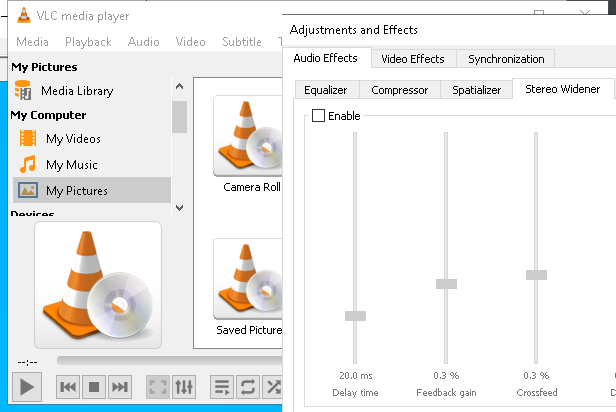 VLC media player
Media Playback Audio Video Subtitle
My Pictures
Media Library
My Computer
My Videos
My Music
My Pictures
Devices
Camera Roll
Saved Picture
--:--
Adjustments and Effects
Audio Effects Video Effects Synchronization
Equalizer Compressor Spatializer Stereo Widener
Enable
20.0 ms 0.3 % 0.3 %
Delay time Feedback gain Crossfeed